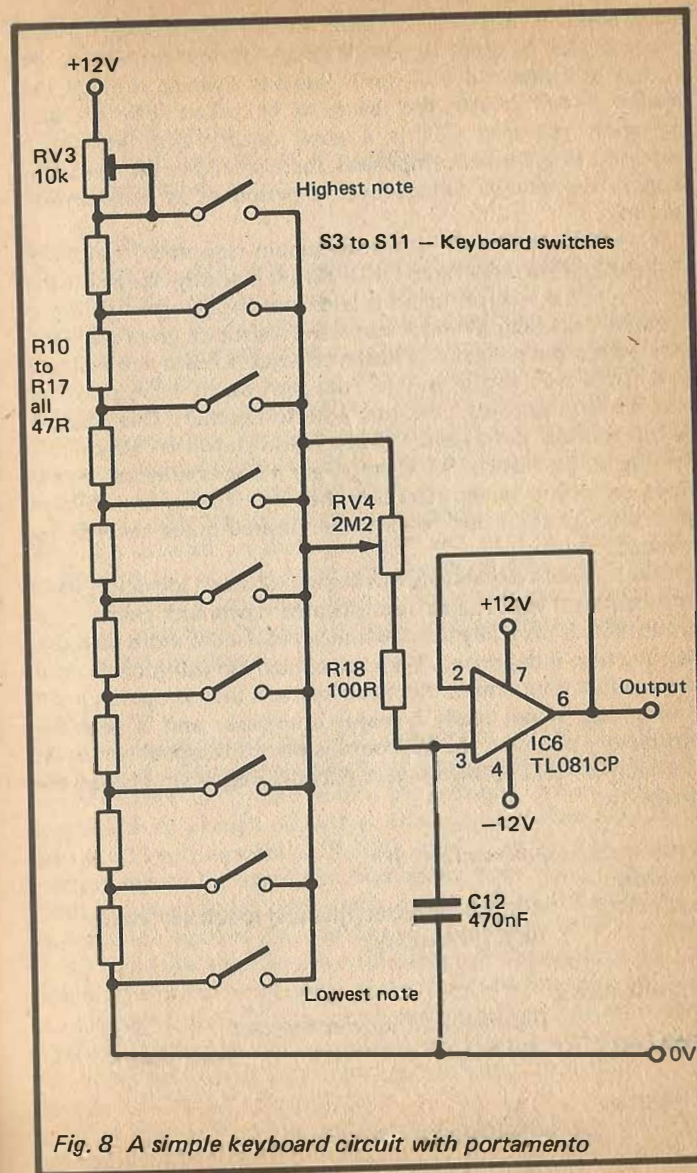 +12V
RV3
10k
Highest note
S3 to S11 — Keyboard switches
R10
to
R17
all
47R
RV4
2M2
R18
100R
+12V
2
7
6
Output
3
4
IC6
TL081CP
−12V
C12
470nF
Lowest note
0V
Fig. 8 A simple keyboard circuit with portamento